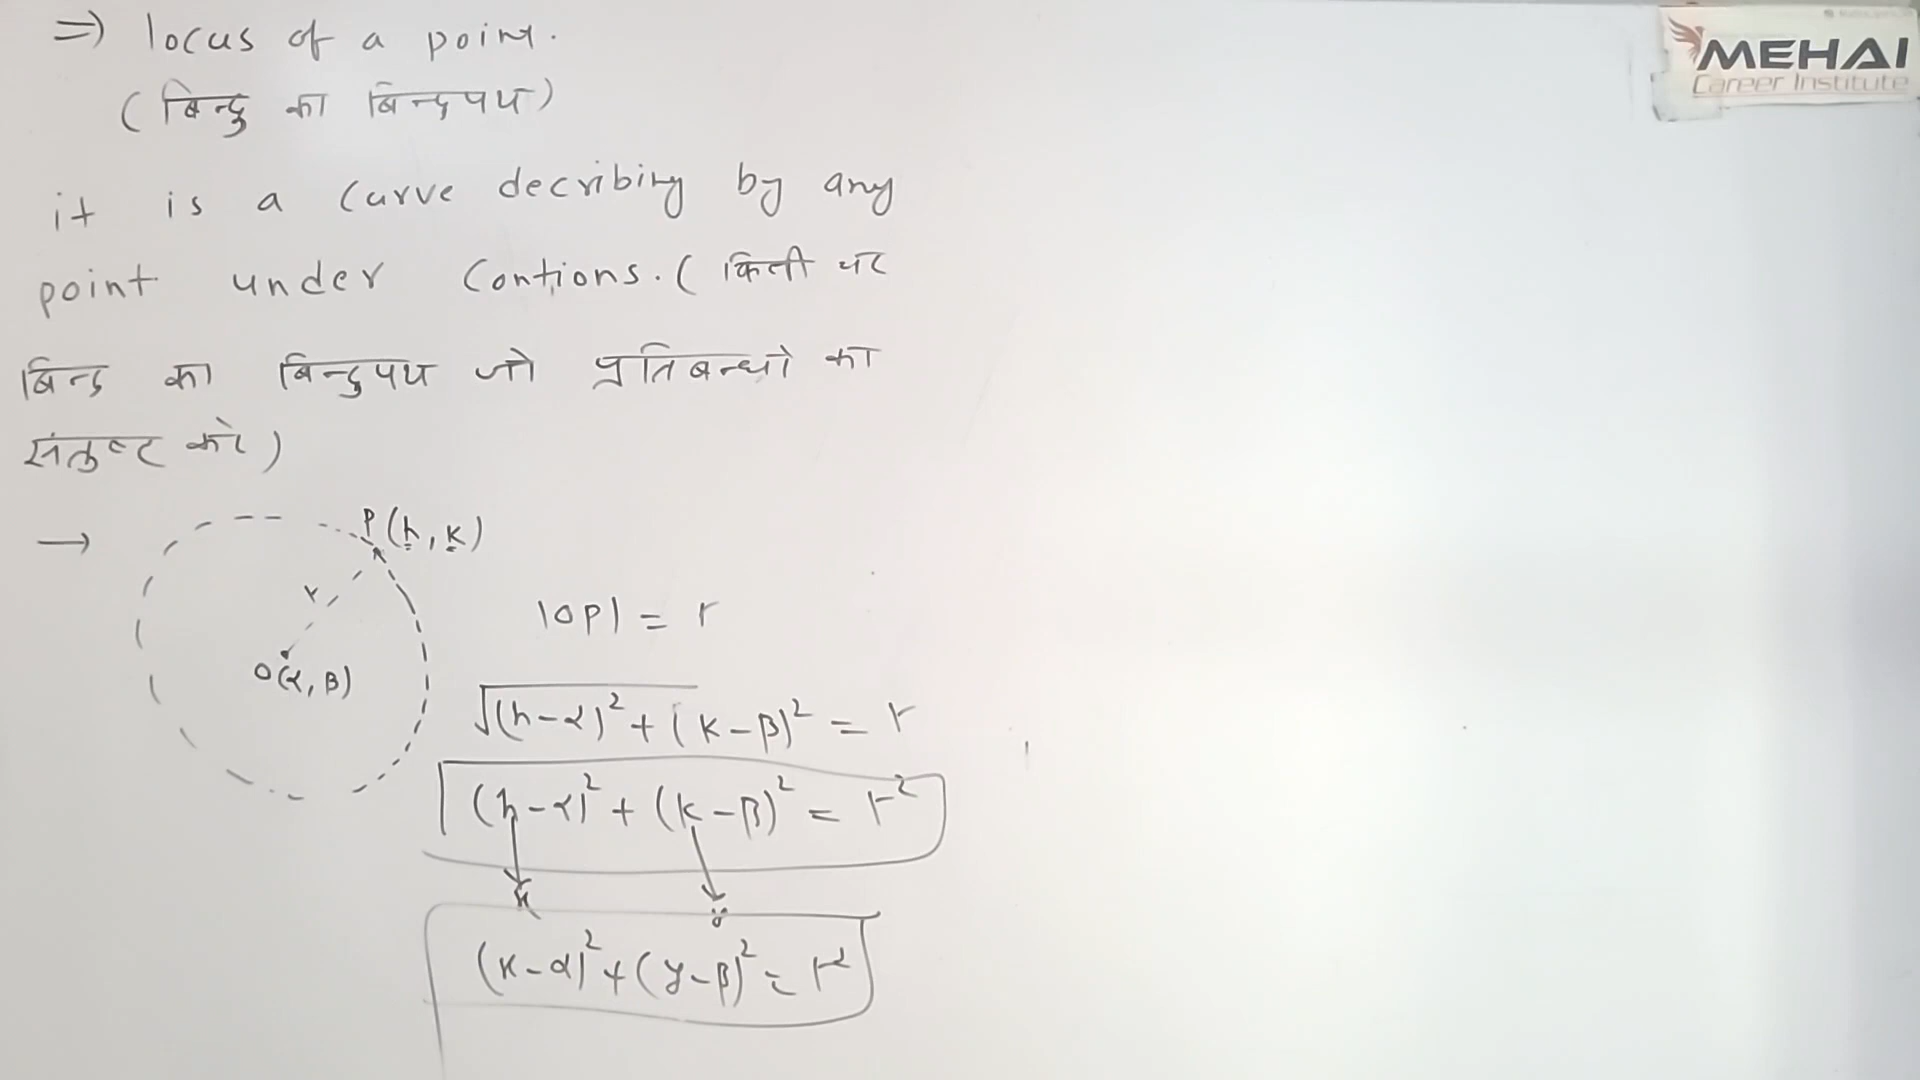 ⇒ locus of a point.
(बिन्दु का बिन्दुपथ)
it is a curve decribing by any
point under Contions. ( किसी चर
बिन्दु का बिन्दुपथ जो प्रतिबन्धो का
संतुष्ट करे )
→ P(h, k)
r
O(α, β)
|OP| = r
√(h-α)² + (k-β)² = r
(h-α)² + (k-β)² = r²
x y
(x-α)² + (y-β)² = r²
MEHAI
Career Institute